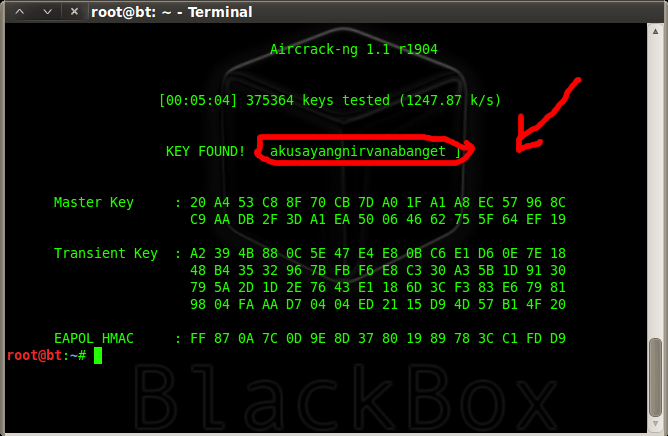 root@bt: ~ - Terminal
Aircrack-ng 1.1 r1904
[00:05:04] 375364 keys tested (1247.87 k/s)
KEY FOUND! [ akusayangnirvanabanget ]
Master Key     : 20 A4 53 C8 8F 70 CB 7D A0 1F A1 A8 EC 57 96 8C
C9 AA DB 2F 3D A1 EA 50 06 46 62 75 5F 64 EF 19
Transient Key  : A2 39 4B 88 0C 5E 47 E4 E8 0B C6 E1 D6 0E 7E 18
48 B4 35 32 96 7B FB F6 E8 C3 30 A3 5B 1D 91 30
79 5A 2D 1D 2E 76 43 E1 18 6D 3C F3 83 E6 79 81
98 04 FA AA D7 04 04 ED 21 15 D9 4D 57 B1 4F 20
EAPOL HMAC     : FF 87 0A 7C 0D 9E 8D 37 80 19 89 78 3C C1 FD D9
root@bt:~#
BlackBox